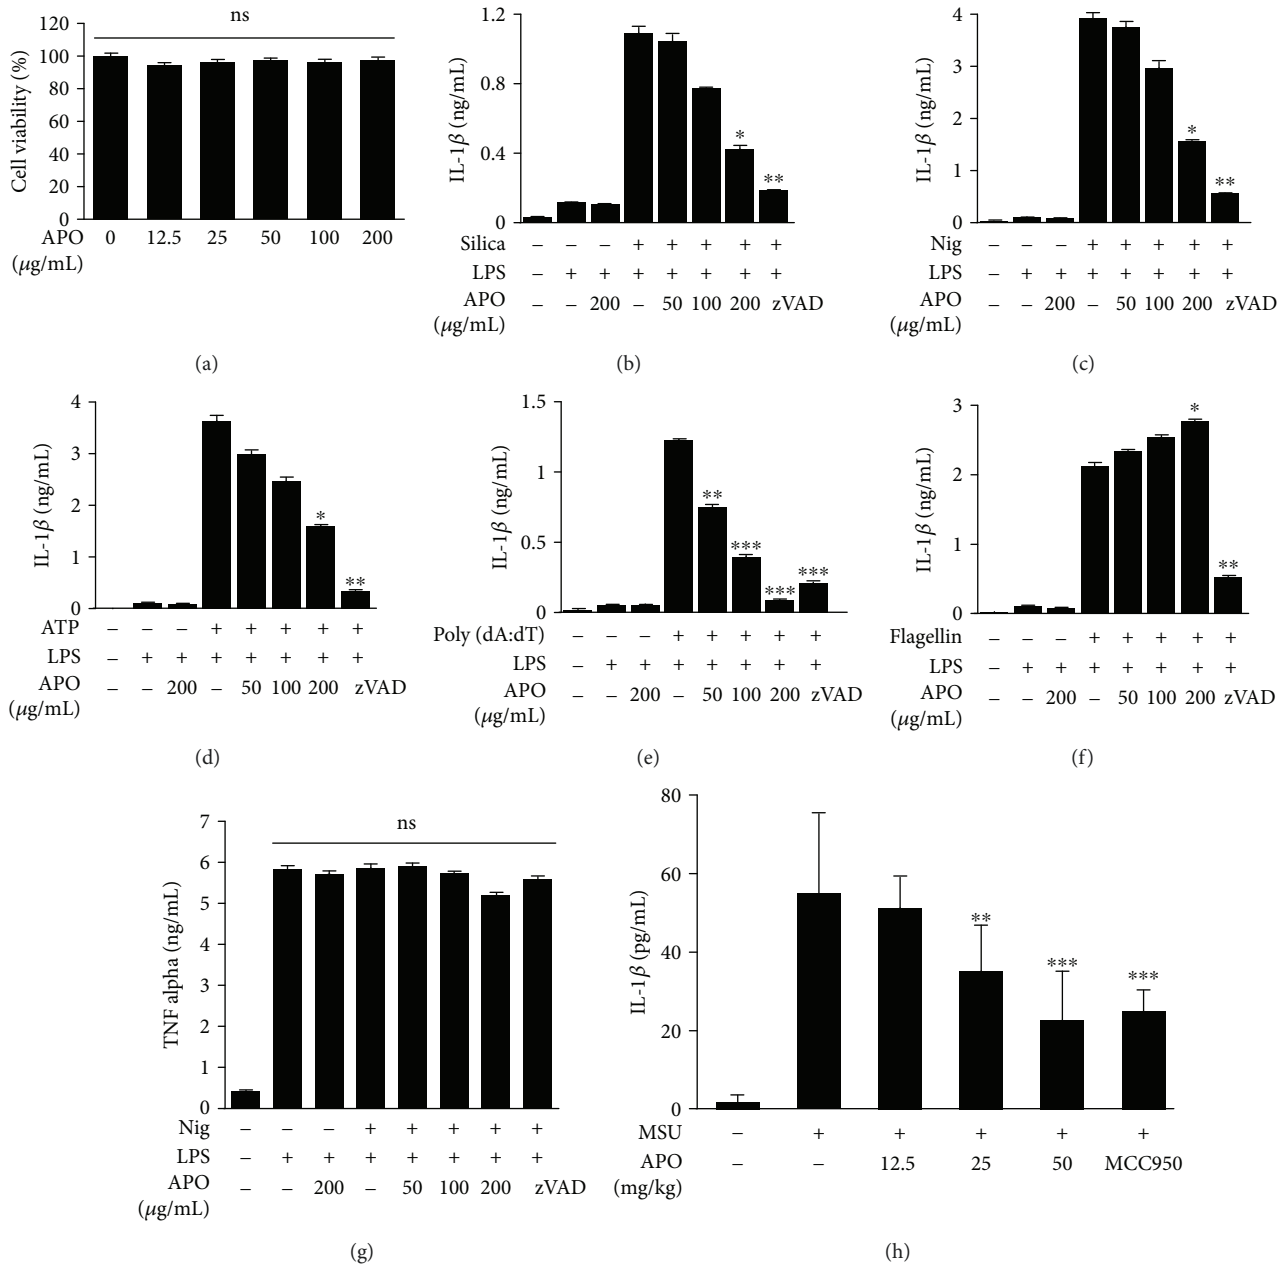 ns
120
100
80
60
40
20
0
Cell viability (%)
APO 0 12.5 25 50 100 200
(μg/mL)
(a)
1.2
0.8
0.4
0
IL-1β (ng/mL)
* **
Silica – – – + + + + +
LPS – + + + + + + +
APO – – 200 – 50 100 200 zVAD
(μg/mL)
(b)
4
3
2
1
0
IL-1β (ng/mL)
* **
Nig – – – + + + + +
LPS – + + + + + + +
APO – – 200 – 50 100 200 zVAD
(μg/mL)
(c)
4
3
2
1
0
IL-1β (ng/mL)
* **
ATP – – – + + + + +
LPS – + + + + + + +
APO – – 200 – 50 100 200 zVAD
(μg/mL)
(d)
1.5
1
0.5
0
IL-1β (ng/mL)
** *** *** ***
Poly (dA:dT) – – – + + + + +
LPS – + + + + + + +
APO – – 200 – 50 100 200 zVAD
(μg/mL)
(e)
3
2
1
0
IL-1β (ng/mL)
* **
Flagellin – – – + + + + +
LPS – + + + + + + +
APO – – 200 – 50 100 200 zVAD
(μg/mL)
(f)
ns
7
6
5
4
3
2
1
0
TNF alpha (ng/mL)
Nig – – – + + + + +
LPS – + + + + + + +
APO – – 200 – 50 100 200 zVAD
(μg/mL)
(g)
80
60
40
20
0
IL-1β (pg/mL)
** *** ***
MSU – + + + + +
APO – – 12.5 25 50 MCC950
(mg/kg)
(h)